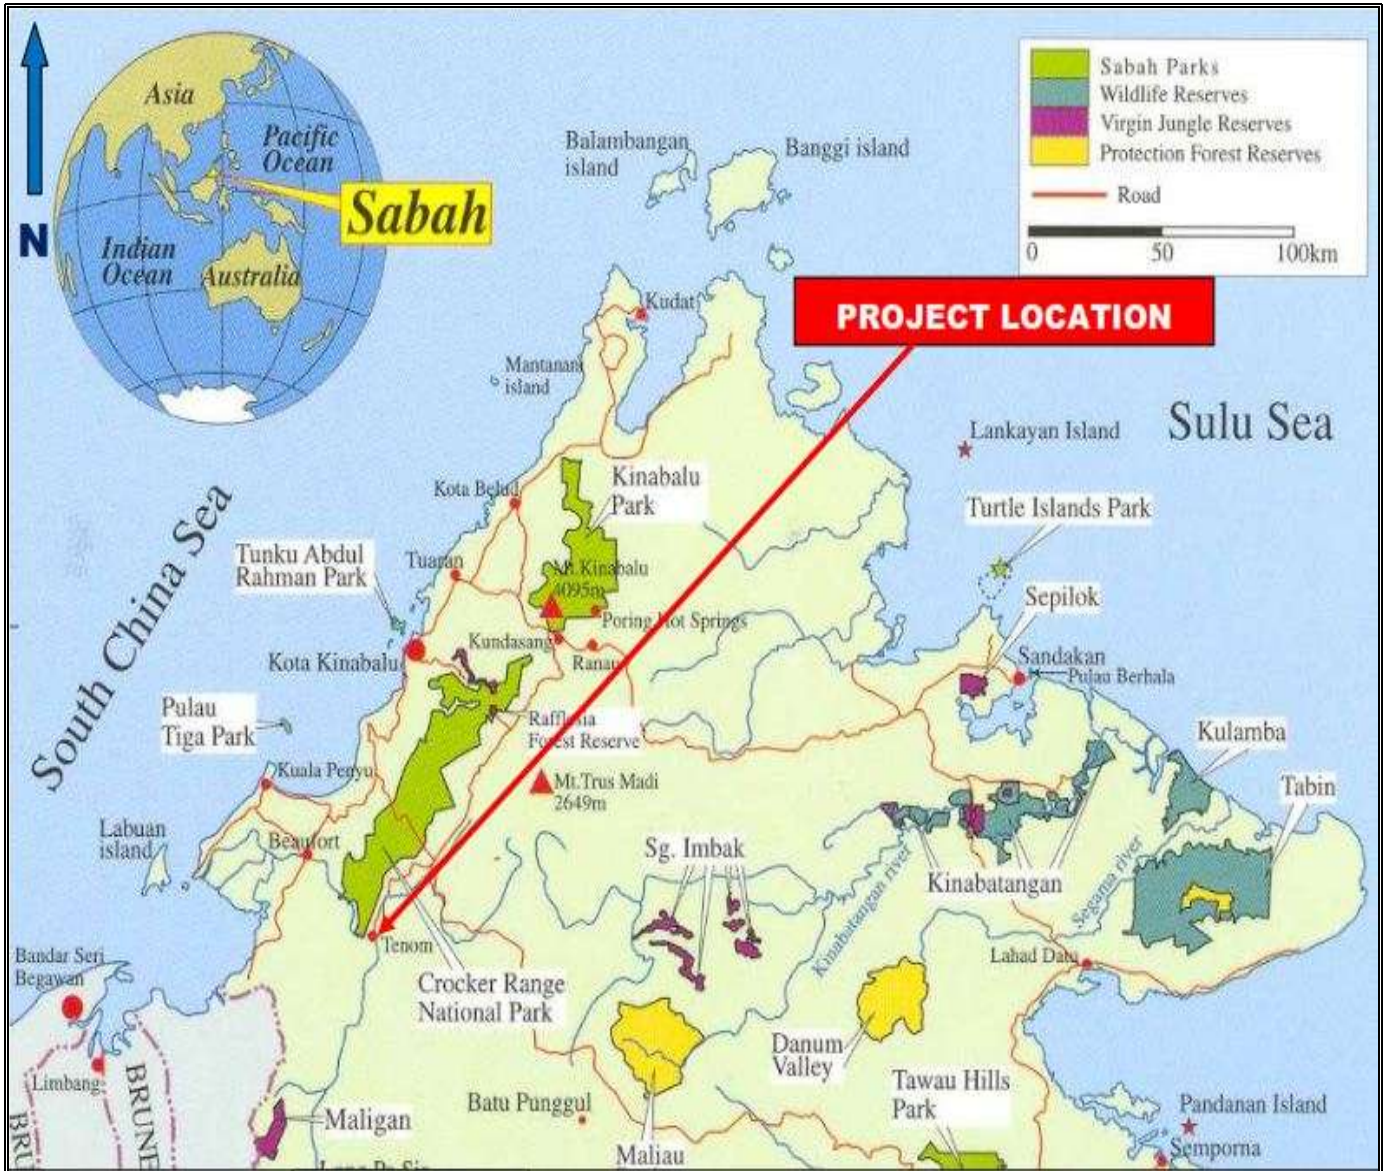 Asia
Pacific
Ocean
Sabah
Indian
Ocean
Australia
N
Sabah Parks
Wildlife Reserves
Virgin Jungle Reserves
Protection Forest Reserves
Road
0 50 100km
Balambangan
island
Banggi island
PROJECT LOCATION
Kudat
Mantanani
island
Sulu Sea
Lankayan Island
Kota Belud
Kinabalu
Park
Turtle Islands Park
Tunku Abdul
Rahman Park
Tuaran
Mt.Kinabalu
4095m
Sepilok
Poring Hot Springs
Kundasang
Ranau
Kota Kinabalu
Sandakan
Pulau Berhala
South China Sea
Pulau
Tiga Park
Rafflesia
Forest Reserve
Kulamba
Kuala Penyu
Mt.Trus Madi
2649m
Tabin
Labuan
island
Beaufort
Sg. Imbak
Kinabatangan
Kinabatangan river
Segama river
Tenom
Lahad Datu
Bandar Seri
Begawan
Crocker Range
National Park
Danum
Valley
Limbang
BRUNE
BRU
Tawau Hills
Park
Batu Punggul
Pandanan Island
Maligan
Maliau
Semporna